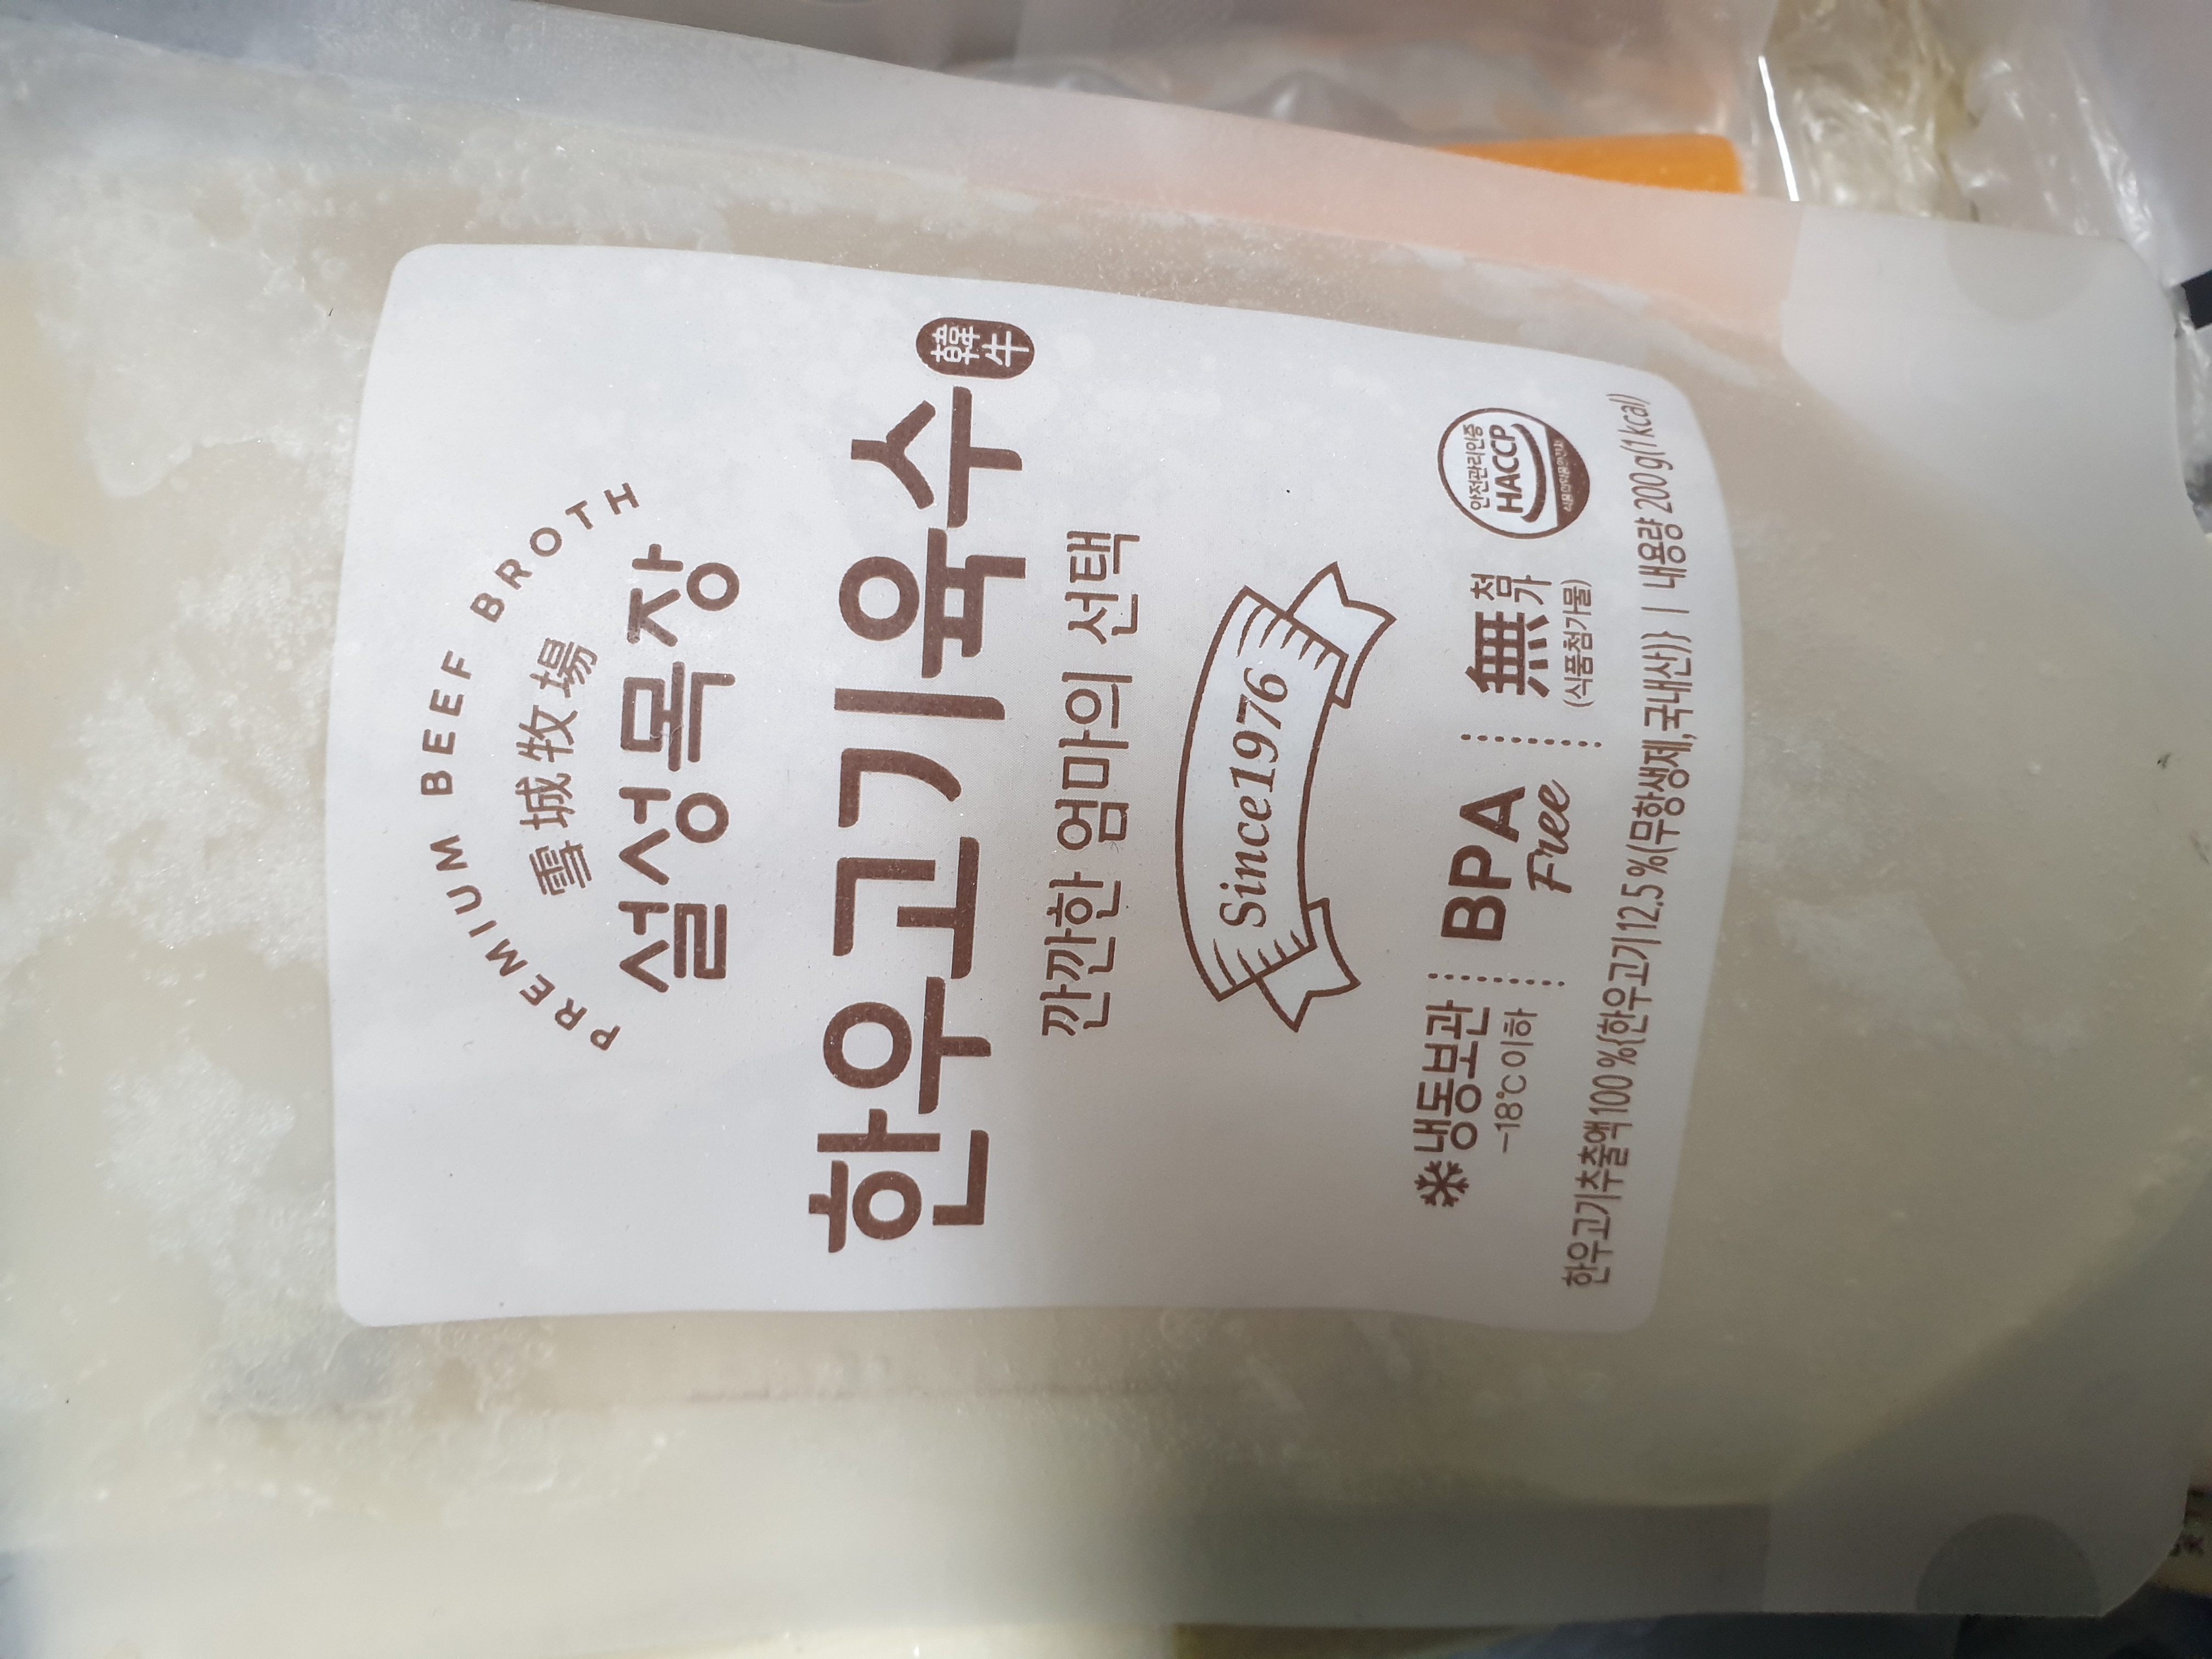 PREMIUM BEEF BROTH
雪城牧場
설성목장
한우고기육수 韓牛
깐깐한 엄마의 선택
Since1976
냉동보관
-18℃이하
BPA
Free
無첨가
(식품첨가물)
안전관리인증
HACCP
한우고기추출액100%{한우고기12.5%(무항생제,국내산)} | 내용량 200g(1kcal)